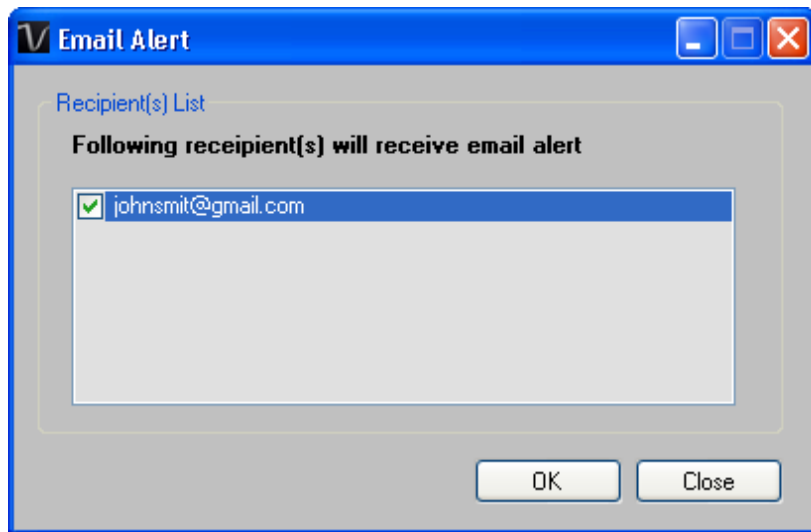 Email Alert
Recipient(s) List
Following receipient(s) will receive email alert
johnsmit@gmail.com
OK Close